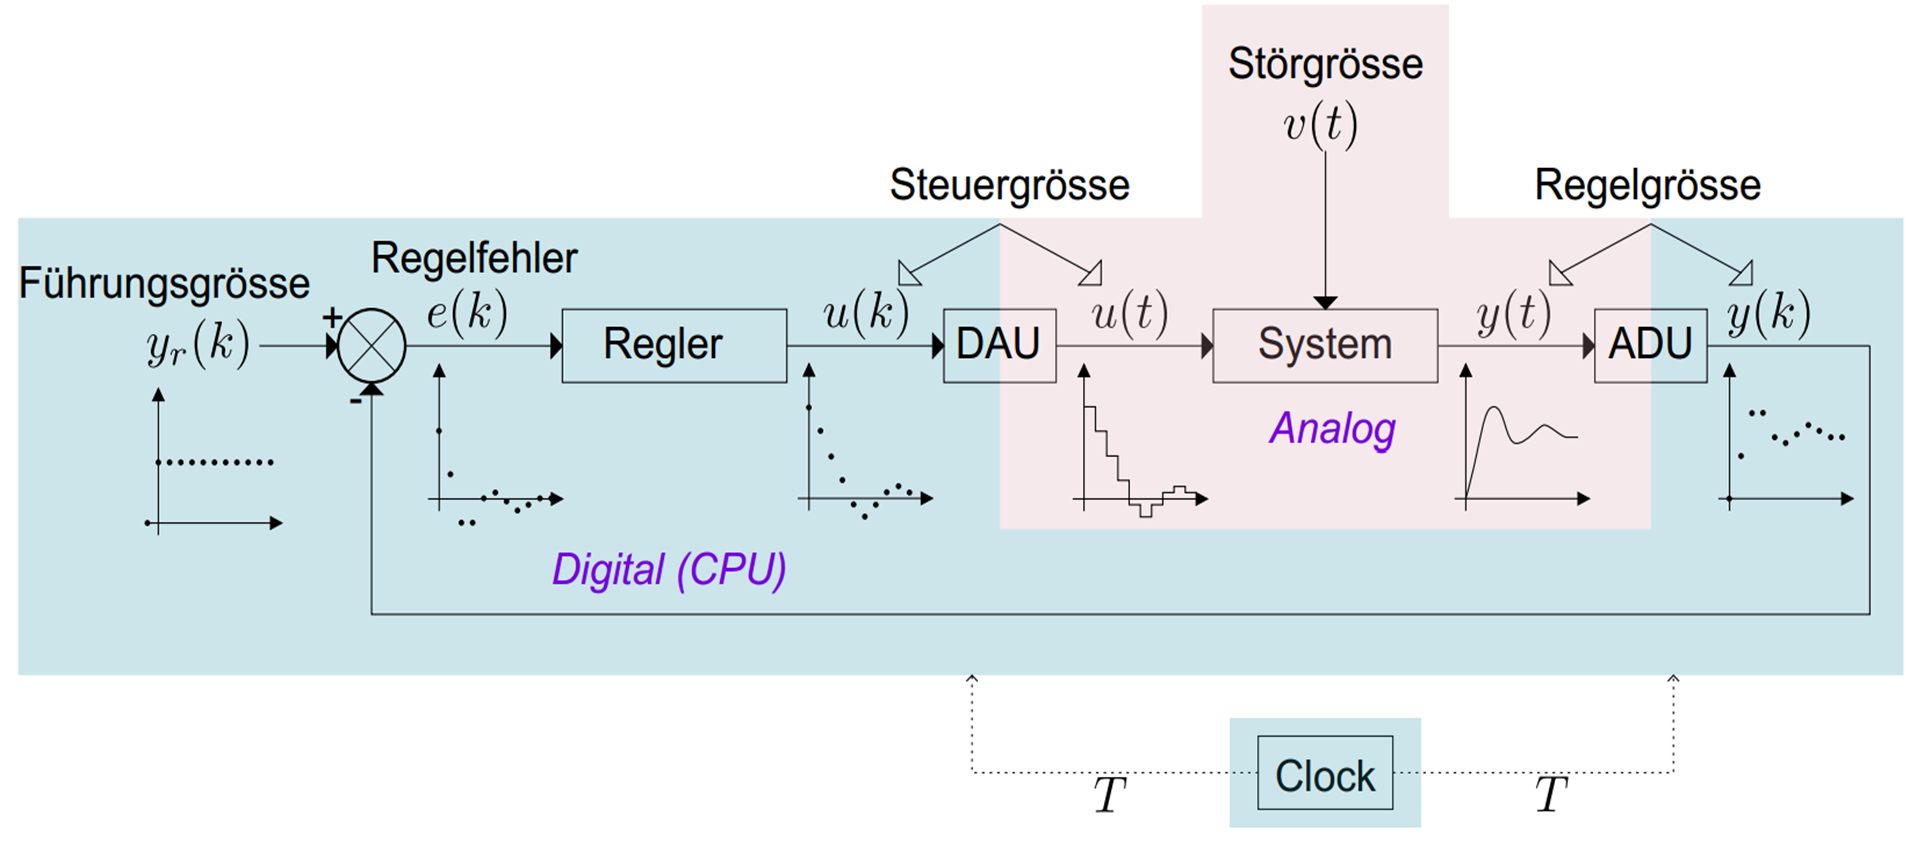 Störgrösse
v(t)
Steuergrösse
Regelgrösse
Führungsgrösse
y_r(k)
+
-
Regelfehler
e(k)
Regler
u(k)
DAU
u(t)
System
y(t)
ADU
y(k)
Analog
Digital (CPU)
T
Clock
T